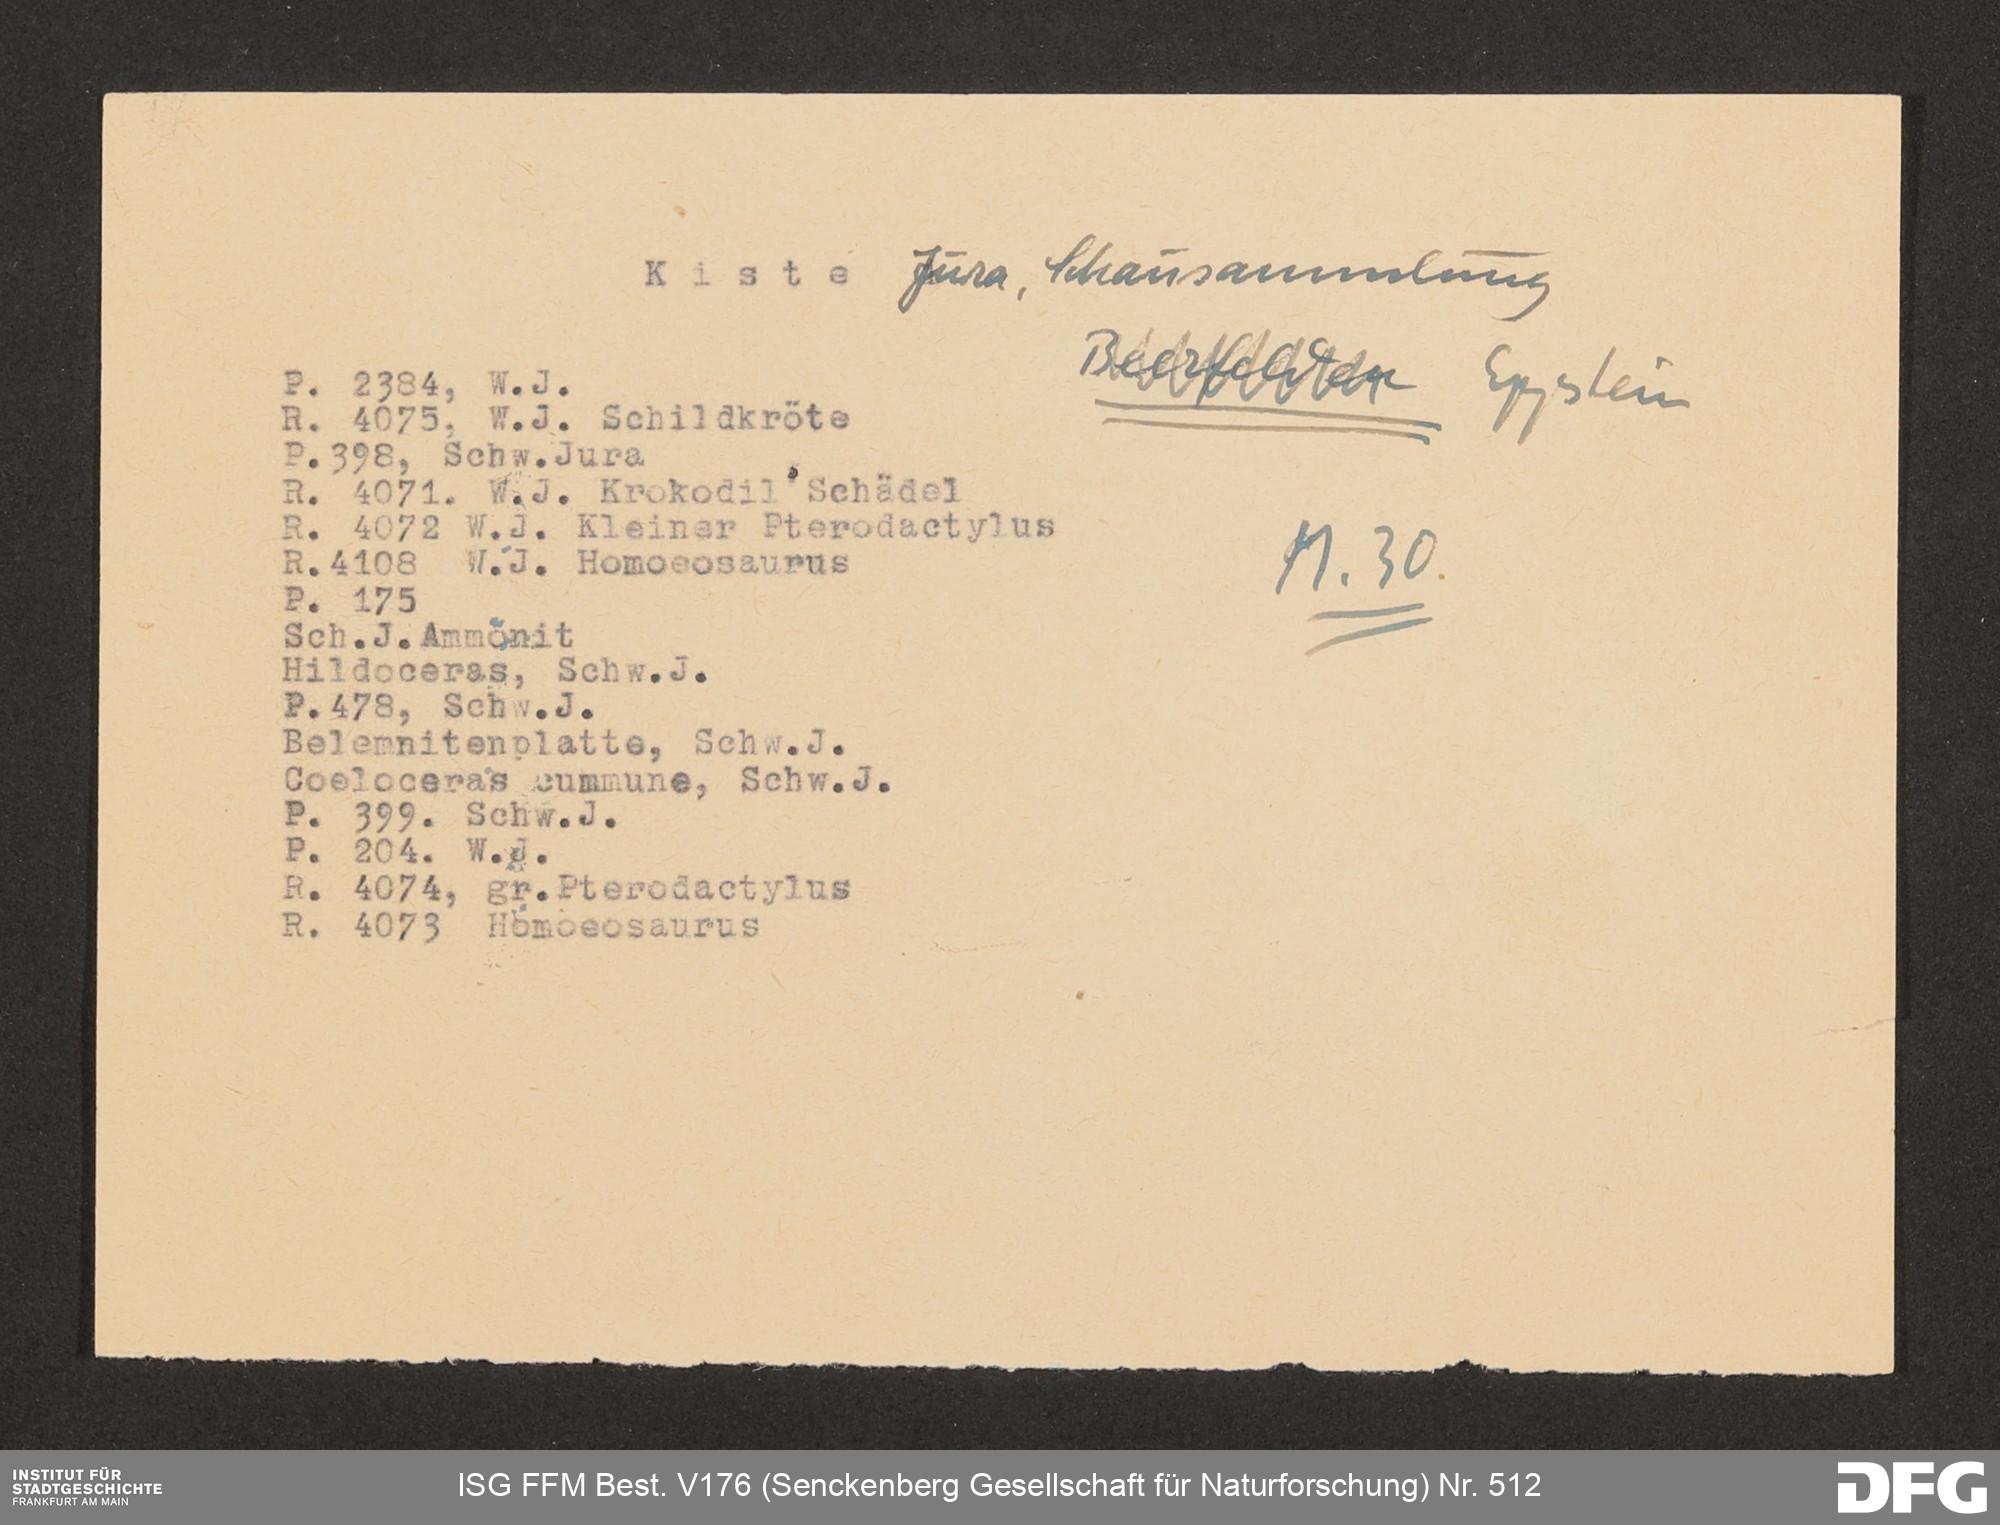 Kiste Jura, Schausammlung
Beerfelden Eppstein
P. 2384, W.J.
R. 4075, W.J. Schildkröte
P.398, Schw.Jura
R. 4071. W.J. Krokodil Schädel
R. 4072 W.J. Kleiner Pterodactylus
R.4108 W.J. Homoeosaurus
M.30.
P. 175
Sch.J.Ammonit
Hildoceras, Schw.J.
P.478, Schw.J.
Belemnitenplatte, Schw.J.
Coeloceras cummune, Schw.J.
P. 399. Schw.J.
P. 204. W.J.
R. 4074, gr.Pterodactylus
R. 4073 Homoeosaurus
INSTITUT FÜR
STADTGESCHICHTE
FRANKFURT AM MAIN
ISG FFM Best. V176 (Senckenberg Gesellschaft für Naturforschung) Nr. 512
DFG